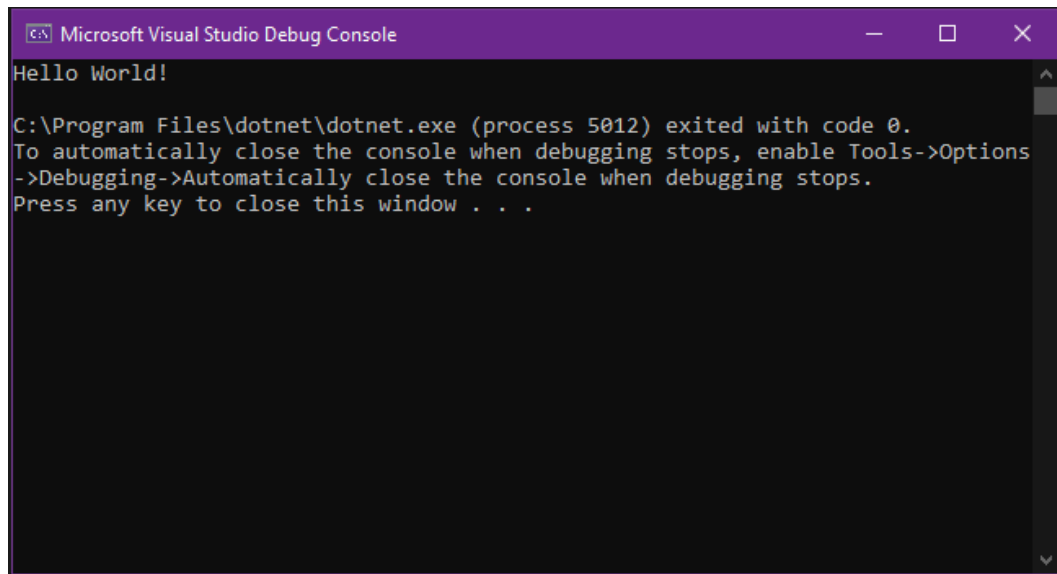 Microsoft Visual Studio Debug Console
Hello World!
C:\Program Files\dotnet\dotnet.exe (process 5012) exited with code 0.
To automatically close the console when debugging stops, enable Tools->Options
->Debugging->Automatically close the console when debugging stops.
Press any key to close this window . . .